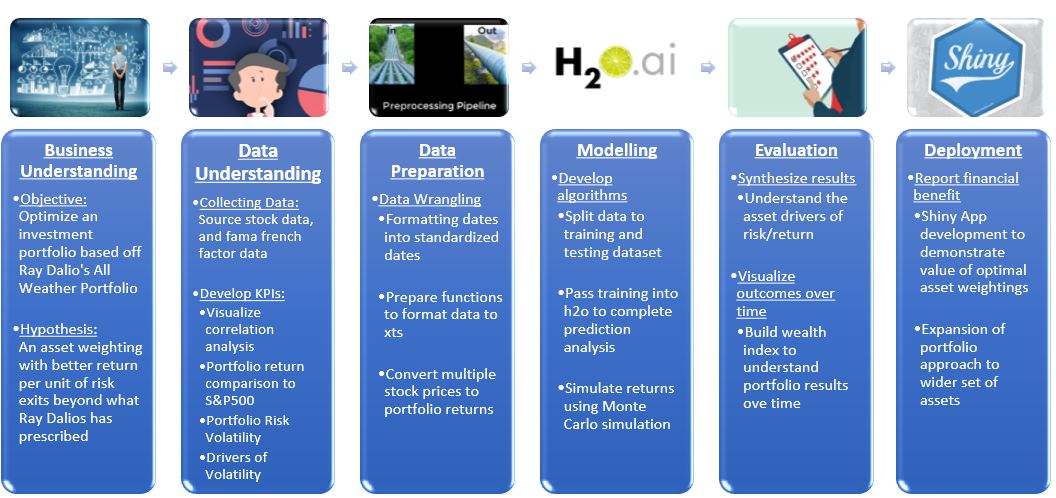 In
Out
Preprocessing Pipeline
H2O.ai
Shiny
Business
Understanding
•Objective:
Optimize an
investment
portfolio based off
Ray Dalio's All
Weather Portfolio
•Hypothesis:
An asset weighting
with better return
per unit of risk
exits beyond what
Ray Dalios has
prescribed
Data
Understanding
•Collecting Data:
Source stock data,
and fama french
factor data
•Develop KPIs:
•Visualize
correlation
analysis
•Portfolio return
comparison to
S&P500
•Portfolio Risk
Volatility
•Drivers of
Volatility
Data
Preparation
•Data Wrangling
•Formatting dates
into standardized
dates
•Prepare functions
to format data to
xts
•Convert multiple
stock prices to
portfolio returns
Modelling
•Develop
algorithms
•Split data to
training and
testing dataset
•Pass training into
h2o to complete
prediction
analysis
•Simulate returns
using Monte
Carlo simulation
Evaluation
•Synthesize results
•Understand the
asset drivers of
risk/return
•Visualize
outcomes over
time
•Build wealth
index to
understand
portfolio results
ove time
Deployment
•Report financial
benefit
•Shiny App
development to
demonstrate
value of optimal
asset weightings
•Expansion of
portfolio
approach to
wider set of
assets